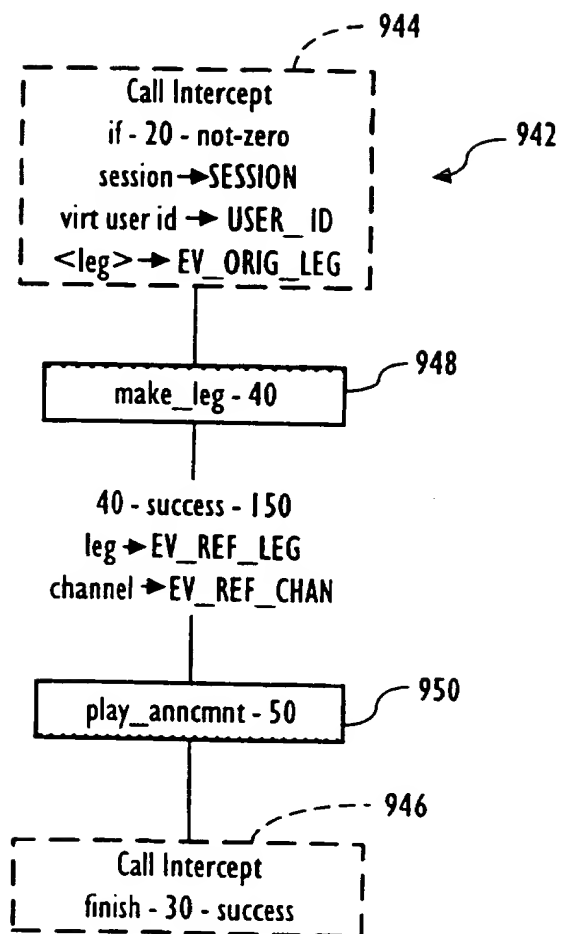 944
Call Intercept
if - 20 - not-zero
session → SESSION
virt user id → USER_ID
<leg> → EV_ORIG_LEG
942
948
make_leg - 40
40 - success - 150
leg → EV_REF_LEG
channel → EV_REF_CHAN
950
play_anncmnt - 50
946
Call Intercept
finish - 30 - success